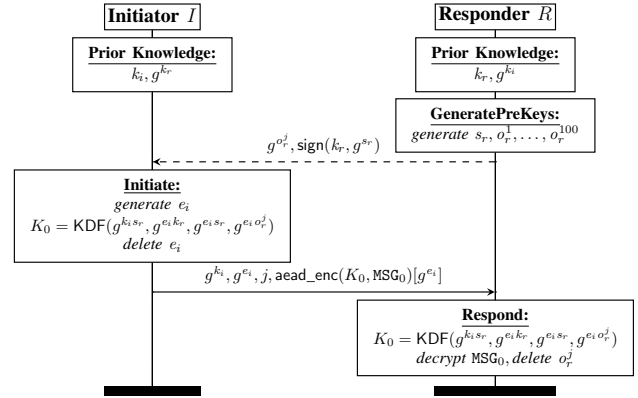 Initiator I
Responder R
Prior Knowledge:
k_i, g^{k_r}
Prior Knowledge:
k_r, g^{k_i}
GeneratePreKeys:
generate s_r, o_r^1, . . . , o_r^{100}
g^{o_r^j}, sign(k_r, g^{s_r})
Initiate:
generate e_i
K_0 = KDF(g^{k_i s_r}, g^{e_i k_r}, g^{e_i s_r}, g^{e_i o_r^j})
delete e_i
g^{k_i}, g^{e_i}, j, aead_enc(K_0, MSG_0)[g^{e_i}]
Respond:
K_0 = KDF(g^{k_i s_r}, g^{e_i k_r}, g^{e_i s_r}, g^{e_i o_r^j})
decrypt MSG_0, delete o_r^j